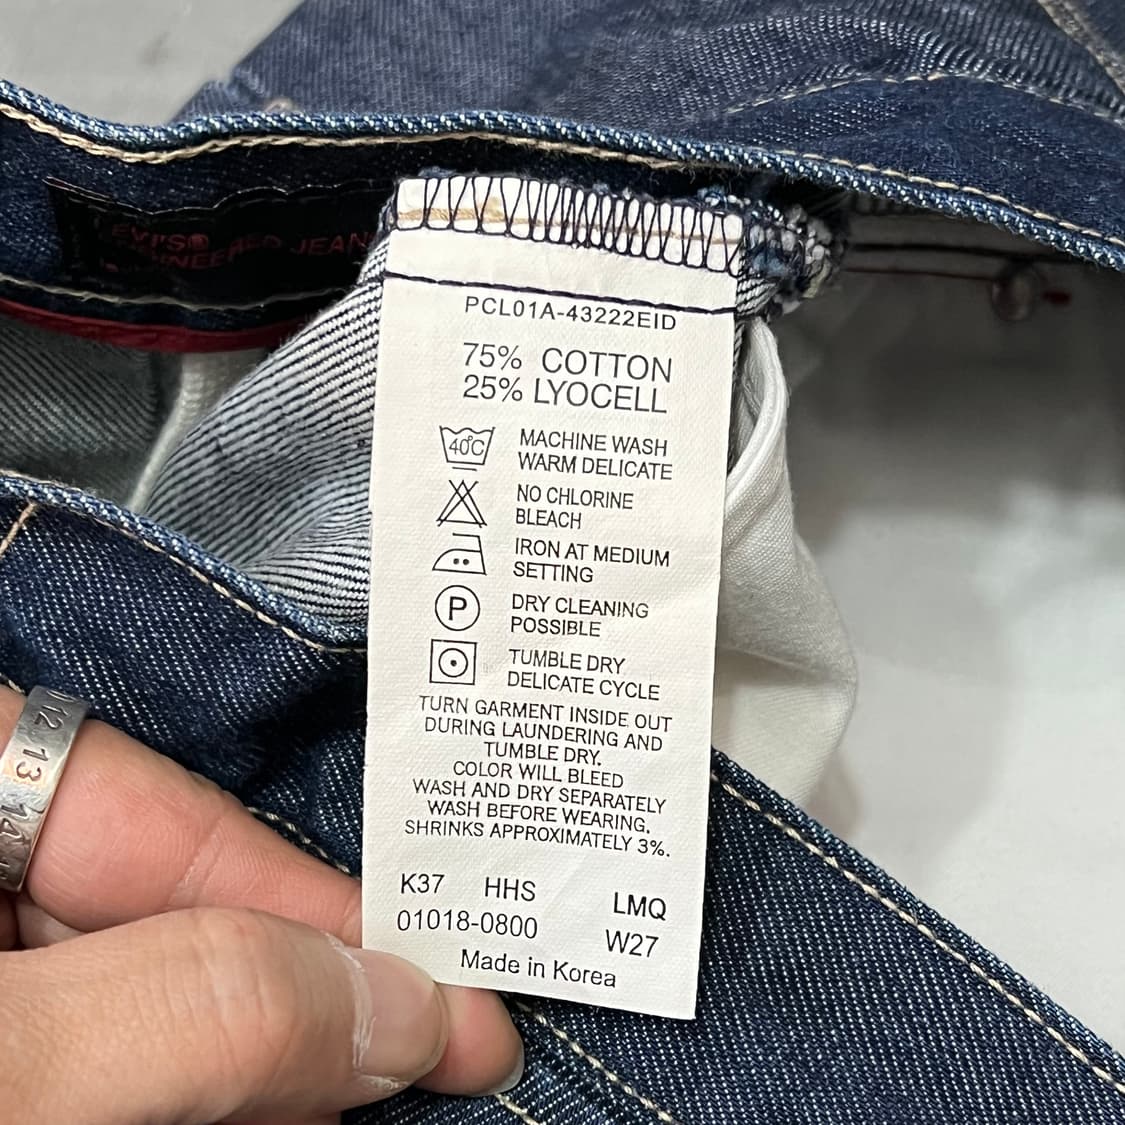 LEVI'S® ENGINEERED JEANS
PCL01A-43222EID
75% COTTON
25% LYOCELL
40°C
MACHINE WASH
WARM DELICATE
NO CHLORINE
BLEACH
IRON AT MEDIUM
SETTING
P
DRY CLEANING
POSSIBLE
TUMBLE DRY
DELICATE CYCLE
TURN GARMENT INSIDE OUT
DURING LAUNDERING AND
TUMBLE DRY.
COLOR WILL BLEED
WASH AND DRY SEPARATELY
WASH BEFORE WEARING.
SHRINKS APPROXIMATELY 3%.
K37 HHS LMQ
01018-0800 W27
Made in Korea
12 13 14